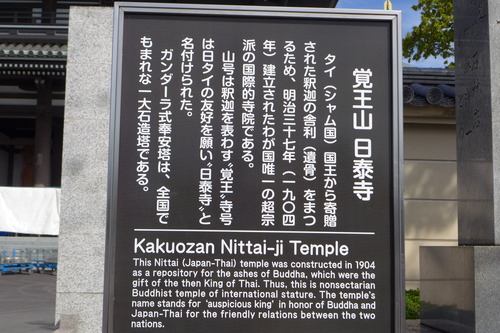 覚王山 日泰寺
タイ（シャム国）国王から寄贈
された釈迦の舎利（遺骨）をまつ
るため、明治三十七年（一九〇四
年）建立されたわが国唯一の超宗
派の国際的寺院である。
山号は釈迦を表わす〝覚王〟寺号
は日タイの友好を願い〝日泰寺〟と
名付けられた。
ガンダーラ式奉安塔は、全国で
もまれな一大石造塔である。
Kakuozan Nittai-ji Temple
This Nittai (Japan-Thai) temple was constructed in 1904
as a repository for the ashes of Buddha, which were the
gift of the then King of Thai. Thus, this is nonsectarian
Buddhist temple of international stature. The temple's
name stands for 'auspicious king' in honor of Buddha and
Japan-Thai for the friendly relations between the two
nations.